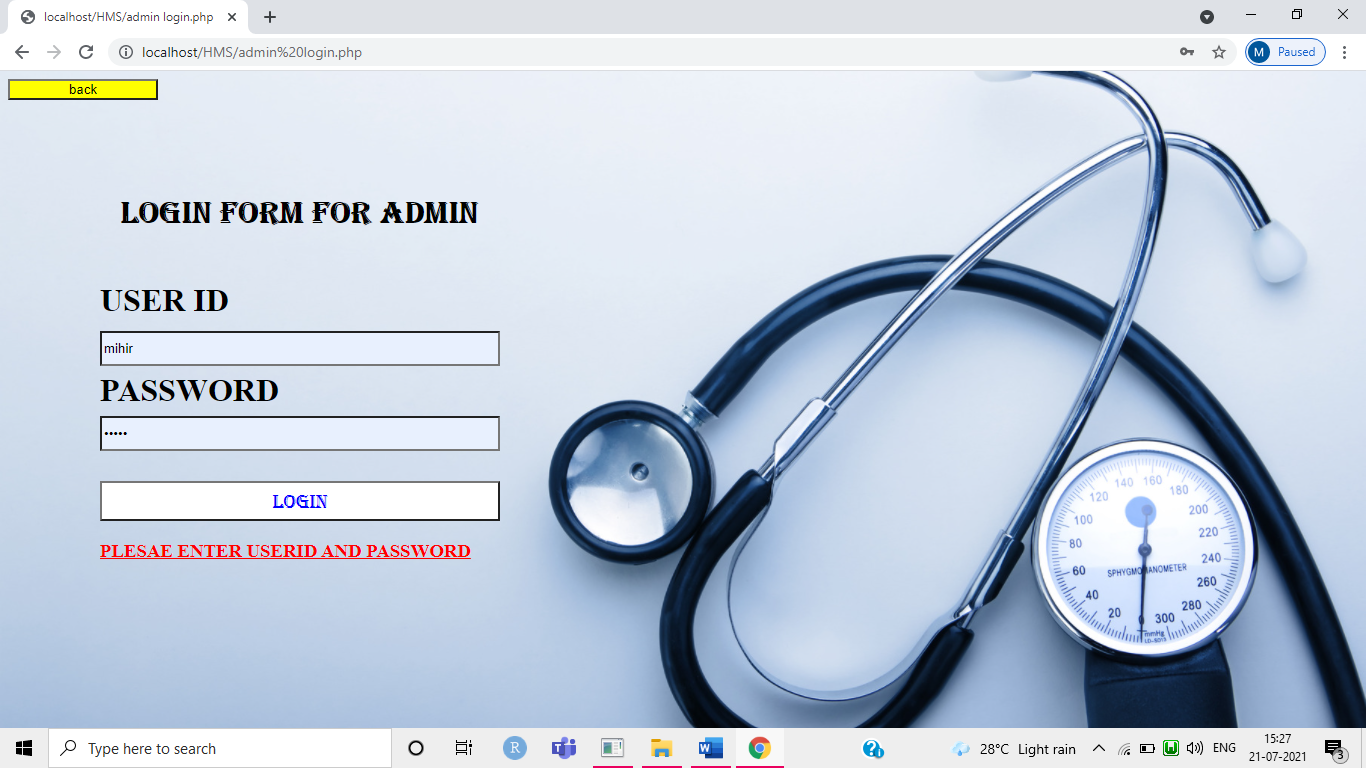 localhost/HMS/admin login.php
localhost/HMS/admin%20login.php
M Paused
back
LOGIN FORM FOR ADMIN
USER ID
mihir
PASSWORD
•••••
LOGIN
PLESAE ENTER USERID AND PASSWORD
0 20 40 60 80 100 120 140 160 180 200 220 240 260 280 300
SPHYGMOMANOMETER
mmHg
Type here to search
R
T
W
28°C Light rain
ENG
15:27
21-07-2021
3